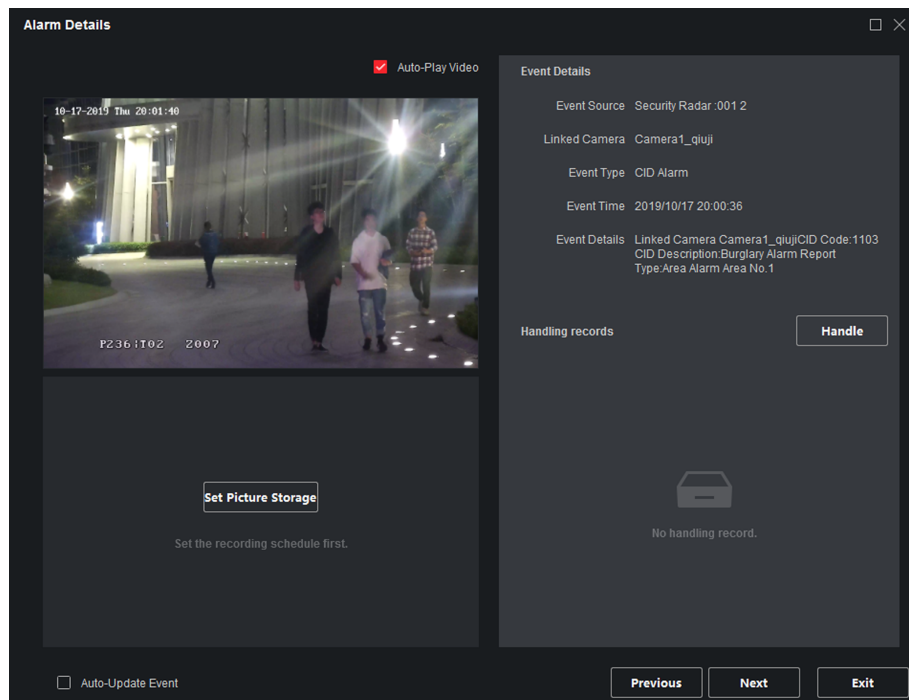 Alarm Details
Auto-Play Video
10-17-2019 Thu 20:01:40
P236:T02 2007
Set Picture Storage
Set the recording schedule first.
Event Details
Event Source Security Radar :001 2
Linked Camera Camera1_qiuji
Event Type CID Alarm
Event Time 2019/10/17 20:00:36
Event Details Linked Camera Camera1_qiujiCID Code:1103
CID Description:Burglary Alarm Report
Type:Area Alarm Area No.1
Handling records Handle
No handling record.
Auto-Update Event
Previous Next Exit